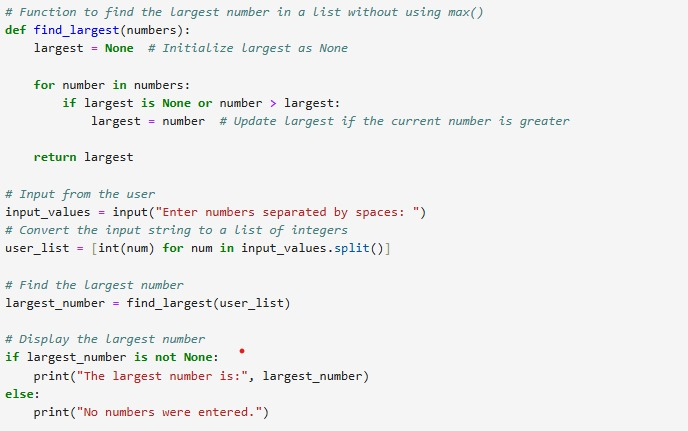 # Function to find the largest number in a list without using max()
def find_largest(numbers):
    largest = None  # Initialize largest as None
    for number in numbers:
        if largest is None or number > largest:
            largest = number  # Update largest if the current number is greater
    return largest
# Input from the user
input_values = input("Enter numbers separated by spaces: ")
# Convert the input string to a list of integers
user_list = [int(num) for num in input_values.split()]
# Find the largest number
largest_number = find_largest(user_list)
# Display the largest number
if largest_number is not None:
    print("The largest number is:", largest_number)
else:
    print("No numbers were entered.")